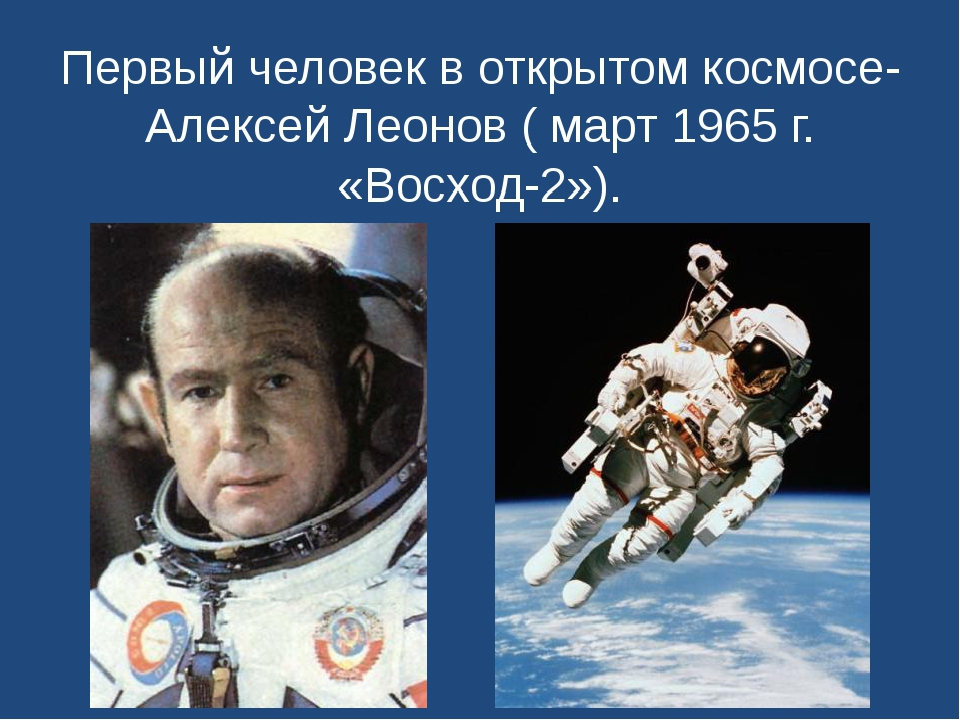 Первый человек в открытом космосе-
Алексей Леонов ( март 1965 г.
«Восход-2»).